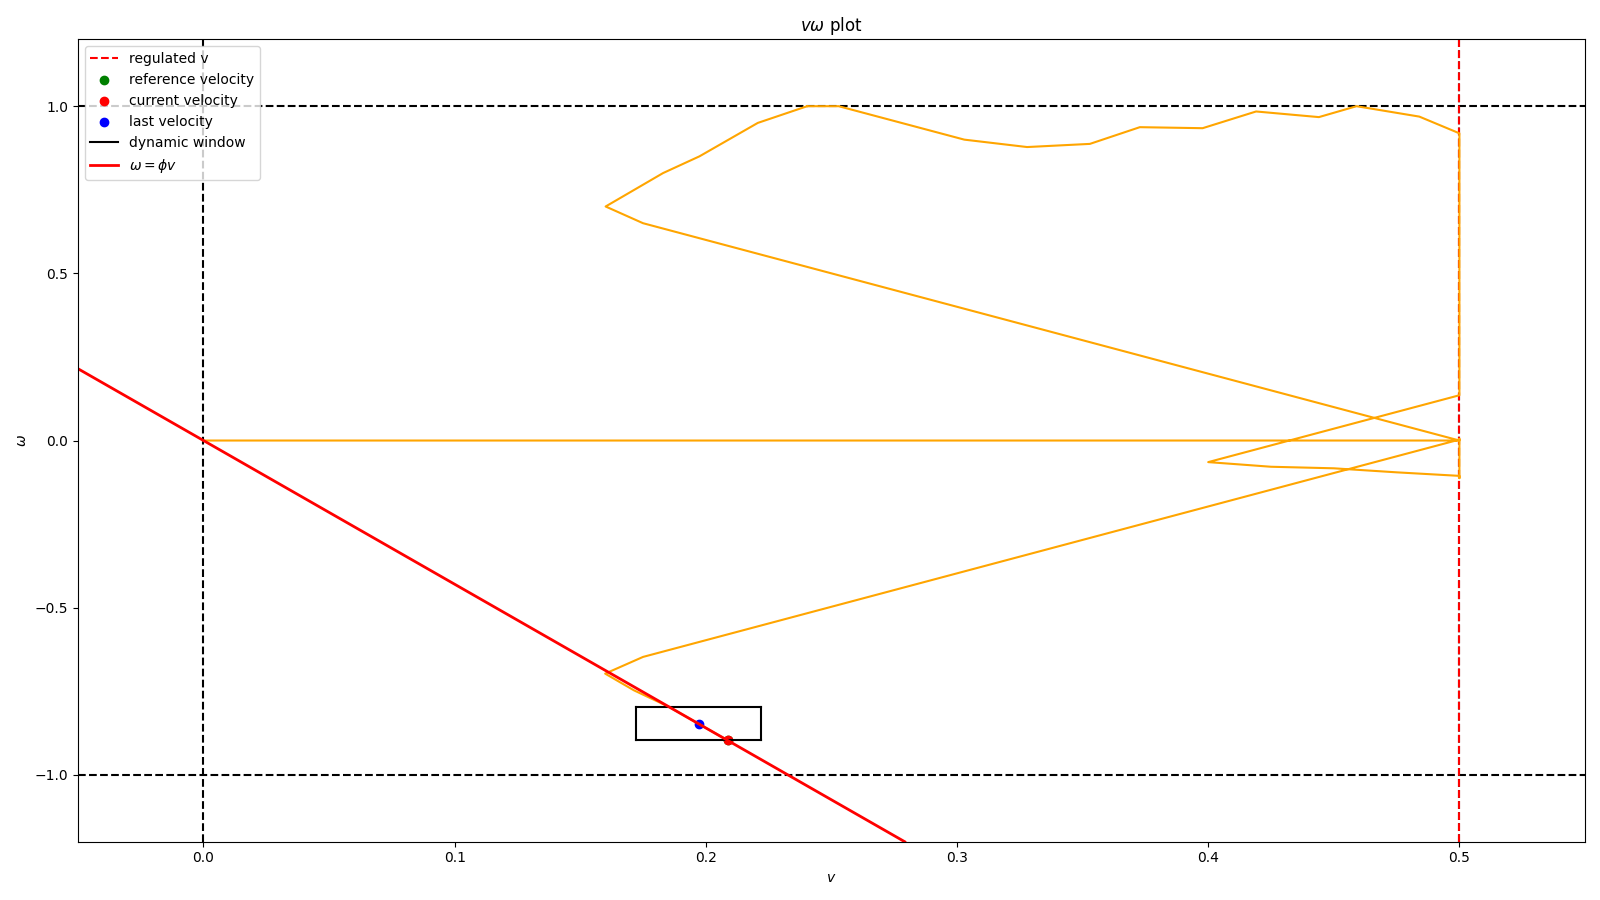 vω plot
regulated v
reference velocity
current velocity
last velocity
dynamic window
ω = ϕv
1.0
0.5
0.0
−0.5
−1.0
ω
0.0 0.1 0.2 0.3 0.4 0.5
v